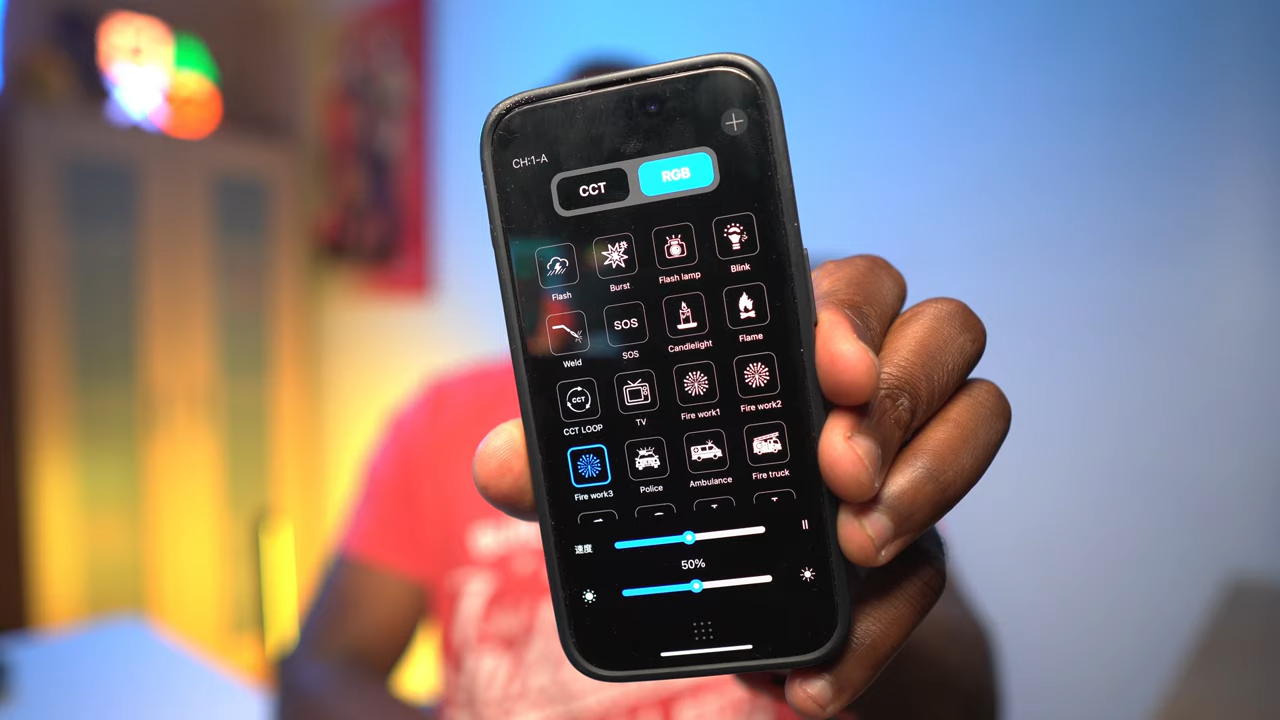 CH:1-A
CCT RGB
Flash Burst Flash lamp Blink
SOS
Weld SOS Candlelight Flame
CCT
CCT LOOP TV Fire work1 Fire work2
Fire work3 Police Ambulance Fire truck
速度
50%